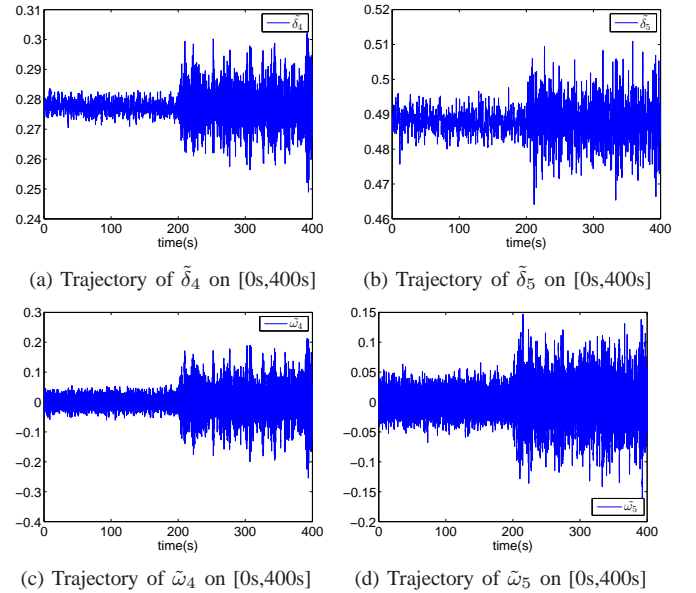 0.31
0.3
0.29
0.28
0.27
0.26
0.25
0.24
0 100 200 300 400
time(s)
δ̃₄
0.52
0.51
0.5
0.49
0.48
0.47
0.46
0 100 200 300 400
time(s)
δ̃₅
(a) Trajectory of δ̃₄ on [0s,400s]
(b) Trajectory of δ̃₅ on [0s,400s]
0.3
0.2
0.1
0
−0.1
−0.2
−0.3
−0.4
0 100 200 300 400
time(s)
ω̃₄
0.15
0.1
0.05
0
−0.05
−0.1
−0.15
−0.2
0 100 200 300 400
time(s)
ω̃₅
(c) Trajectory of ω̃₄ on [0s,400s]
(d) Trajectory of ω̃₅ on [0s,400s]